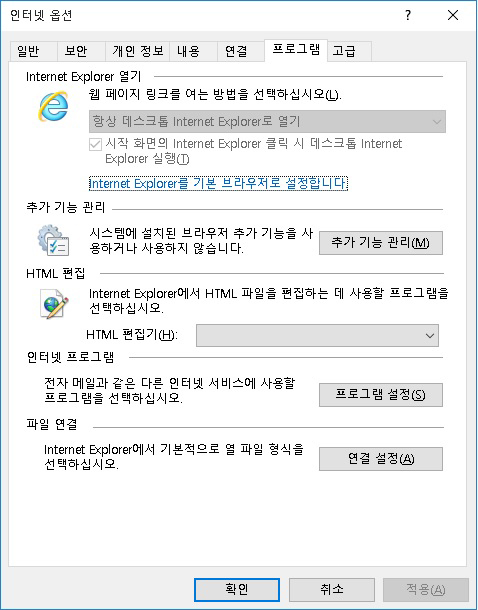 인터넷 옵션
?
일반 보안 개인 정보 내용 연결 프로그램 고급
Internet Explorer 열기
웹 페이지 링크를 여는 방법을 선택하십시오(L).
항상 데스크톱 Internet Explorer로 열기
시작 화면의 Internet Explorer 클릭 시 데스크톱 Internet
Explorer 실행(T)
Internet Explorer를 기본 브라우저로 설정합니다
추가 기능 관리
시스템에 설치된 브라우저 추가 기능을 사
용하거나 사용하지 않습니다.
추가 기능 관리(M)
HTML 편집
Internet Explorer에서 HTML 파일을 편집하는 데 사용할 프로그램을
선택하십시오.
HTML 편집기(H):
인터넷 프로그램
전자 메일과 같은 다른 인터넷 서비스에 사용할
프로그램을 선택하십시오.
프로그램 설정(S)
파일 연결
Internet Explorer에서 기본적으로 열 파일 형식을
선택하십시오.
연결 설정(A)
확인 취소 적용(A)